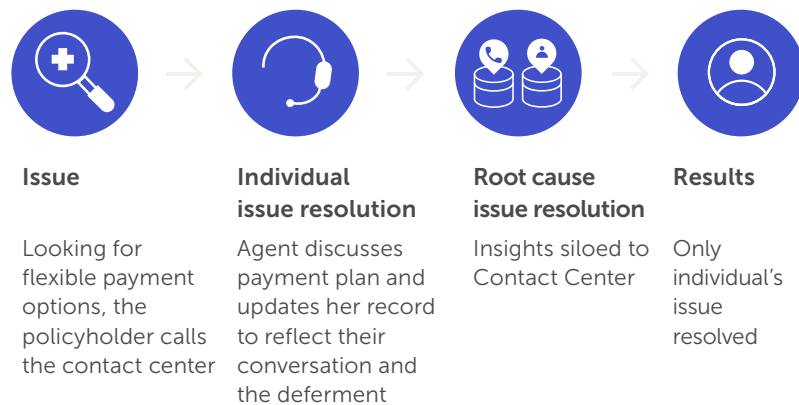 Issue
Looking for
flexible payment
options, the
policyholder calls
the contact center
Individual
issue resolution
Agent discusses
payment plan and
updates her record
to reflect their
conversation and
the deferment
Root cause
issue resolution
Insights siloed to
Contact Center
Results
Only
individual’s
issue
resolved